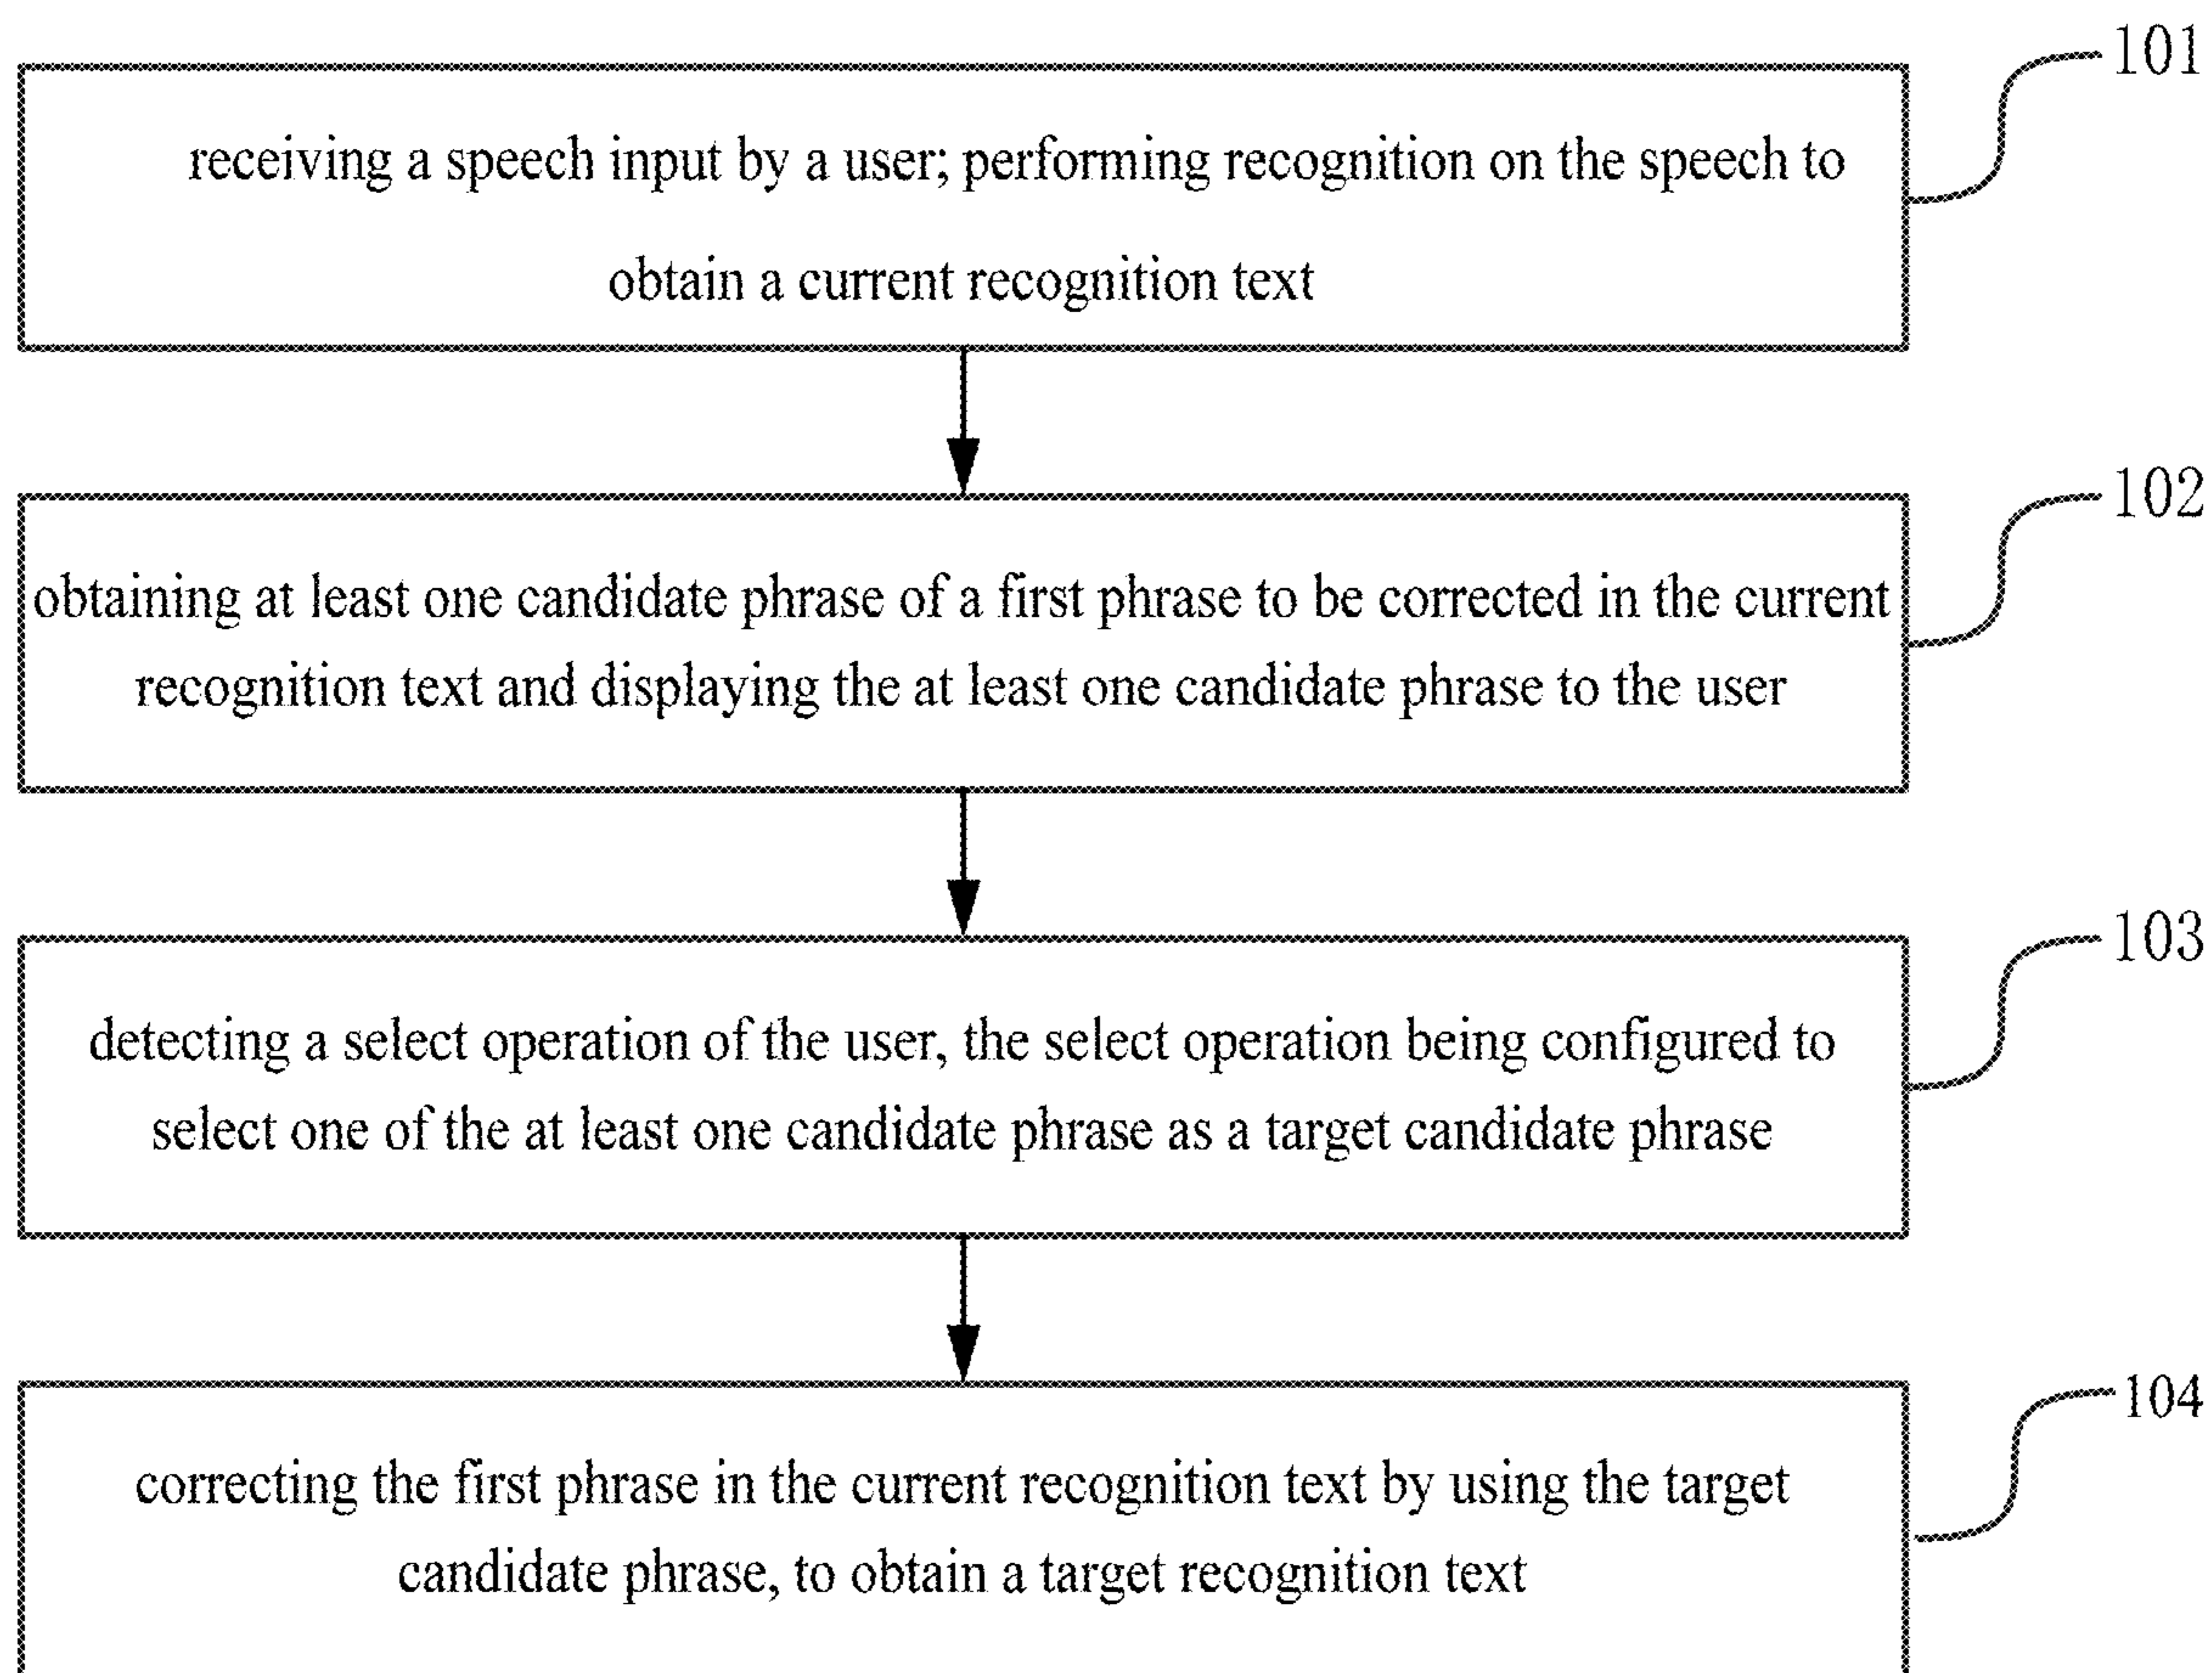 101
receiving a speech input by a user; performing recognition on the speech to
obtain a current recognition text
102
obtaining at least one candidate phrase of a first phrase to be corrected in the current
recognition text and displaying the at least one candidate phrase to the user
103
detecting a select operation of the user, the select operation being configured to
select one of the at least one candidate phrase as a target candidate phrase
104
correcting the first phrase in the current recognition text by using the target
candidate phrase, to obtain a target recognition text